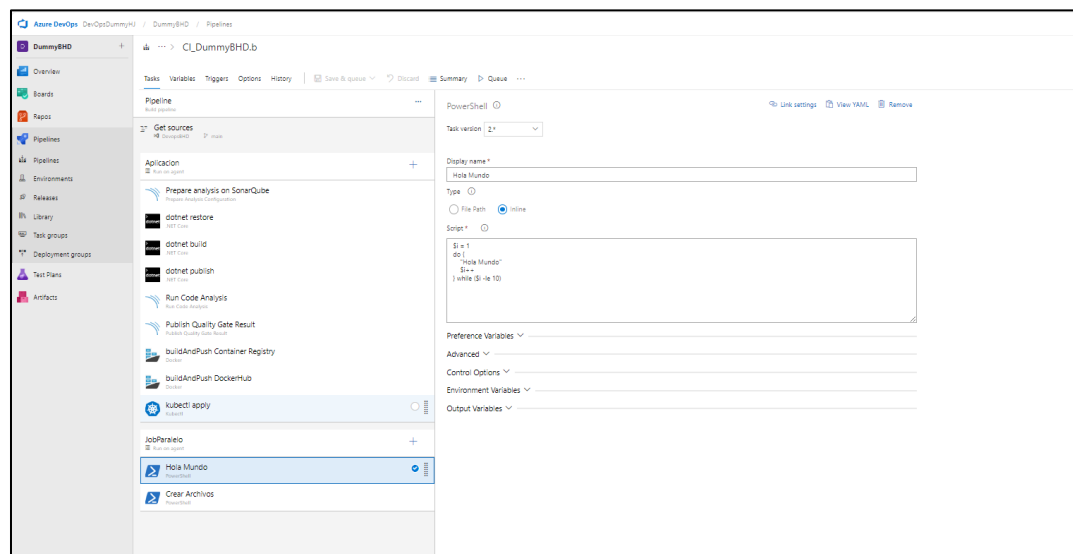 Azure DevOps DevOpsDummyHJ / DummyBHD / Pipelines
D DummyBHD +
Overview
Boards
Repos
Pipelines
Pipelines
Environments
Releases
Library
Task groups
Deployment groups
Test Plans
Artifacts
... > CI_DummyBHD.b
Tasks Variables Triggers Options History Save & queue Discard Summary Queue ...
Pipeline ...
Build pipeline
Get sources
DevopsBHD main
Aplicacion +
Run on agent
Prepare analysis on SonarQube
Prepare Analysis Configuration
dotnet restore
.NET Core
dotnet build
.NET Core
dotnet publish
.NET Core
Run Code Analysis
Run Code Analysis
Publish Quality Gate Result
Publish Quality Gate Result
buildAndPush Container Registry
Docker
buildAndPush DockerHub
Docker
kubectl apply
Kubectl
JobParalelo +
Run on agent
Hola Mundo
PowerShell
Crear Archivos
PowerShell
PowerShell Link settings View YAML Remove
Task version 2.*
Display name *
Hola Mundo
Type
File Path Inline
Script *
$i = 1
do {
"Hola Mundo"
$i++
} while ($i -le 10)
Preference Variables
Advanced
Control Options
Environment Variables
Output Variables